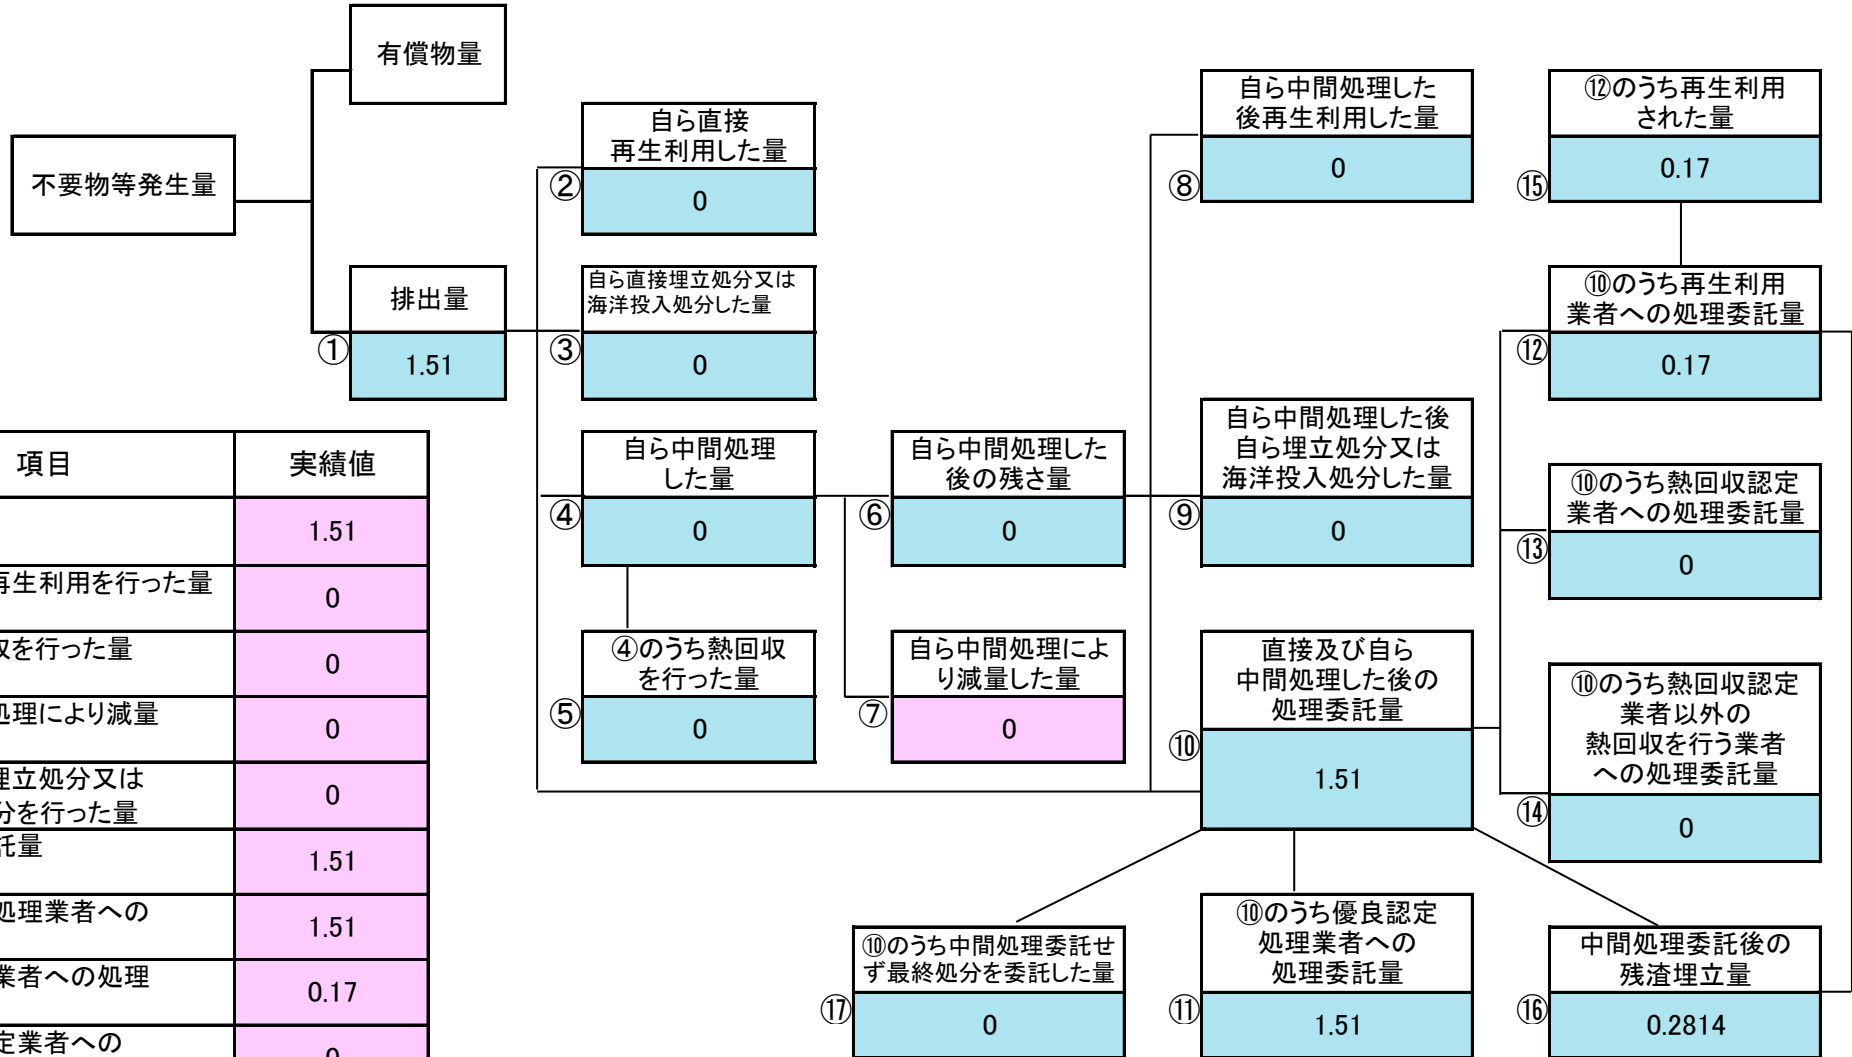 有償物量
不要物等発生量
排出量
①
1.51
自ら直接
再生利用した量
②
0
自ら直接埋立処分又は
海洋投入処分した量
③
0
自ら中間処理
した量
④
0
④のうち熱回収
を行った量
⑤
0
自ら中間処理した
後の残さ量
⑥
0
自ら中間処理によ
り減量した量
⑦
0
自ら中間処理した
後再生利用した量
⑧
0
自ら中間処理した後
自ら埋立処分又は
海洋投入処分した量
⑨
0
直接及び自ら
中間処理した後の
処理委託量
⑩
1.51
⑩のうち優良認定
処理業者への
処理委託量
⑪
1.51
⑫のうち再生利用
された量
⑮
0.17
⑩のうち再生利用
業者への処理委託量
⑫
0.17
⑩のうち熱回収認定
業者への処理委託量
⑬
0
⑩のうち熱回収認定
業者以外の
熱回収を行う業者
への処理委託量
⑭
0
中間処理委託後の
残渣埋立量
⑯
0.2814
⑩のうち中間処理委託せ
ず最終処分を委託した量
⑰
0
項目 実績値
1.51
再生利用を行った量 0
を行った量 0
処理により減量 0
埋立処分又は
分を行った量 0
託量 1.51
処理業者への 1.51
業者への処理 0.17
定業者への 0